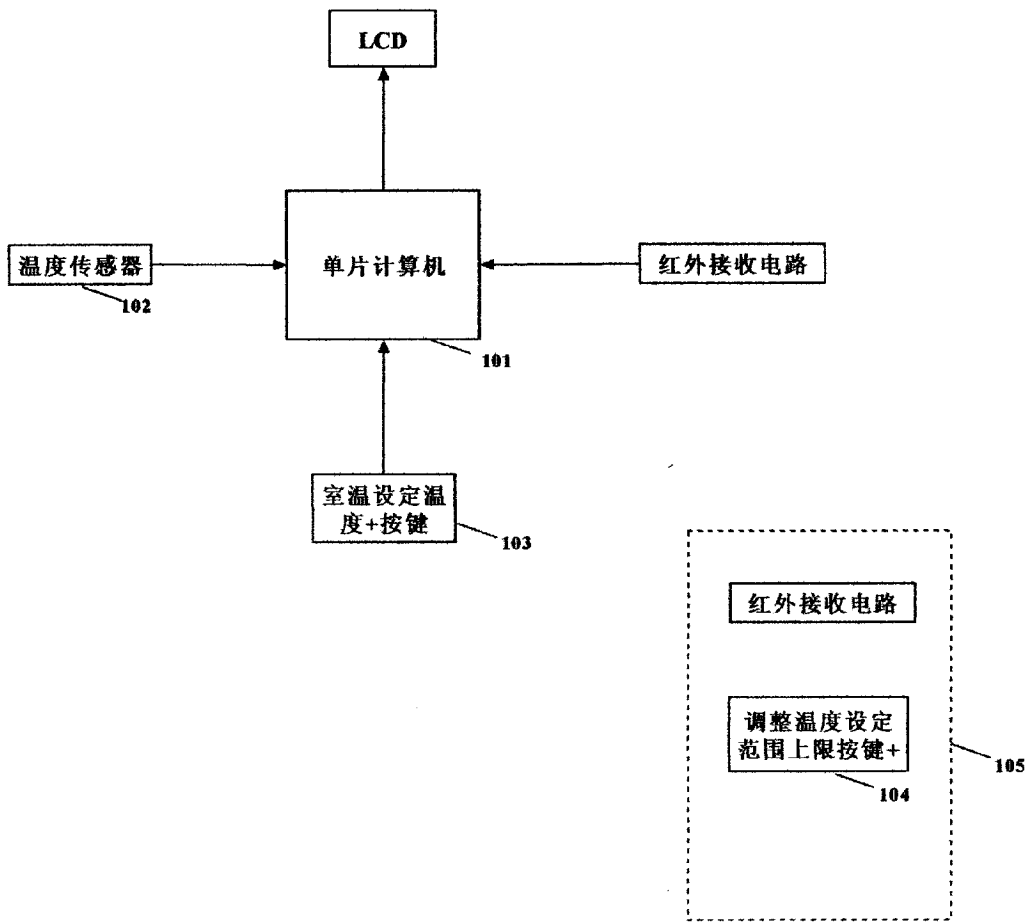 LCD
温度传感器
102
单片计算机
101
红外接收电路
室温设定温
度+按键
103
红外接收电路
调整温度设定
范围上限按键+
104
105